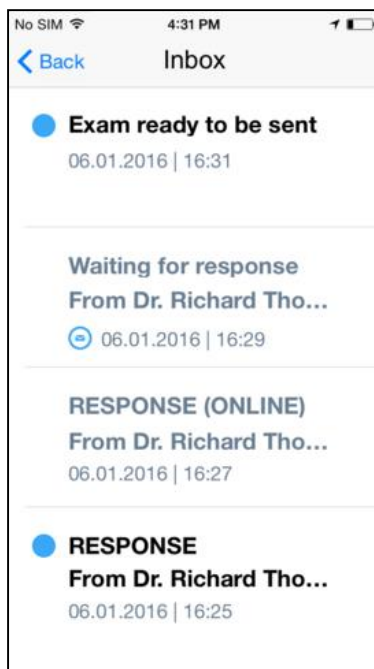 No SIM 4:31 PM
Back Inbox
Exam ready to be sent
06.01.2016 | 16:31
Waiting for response
From Dr. Richard Tho...
06.01.2016 | 16:29
RESPONSE (ONLINE)
From Dr. Richard Tho...
06.01.2016 | 16:27
RESPONSE
From Dr. Richard Tho...
06.01.2016 | 16:25